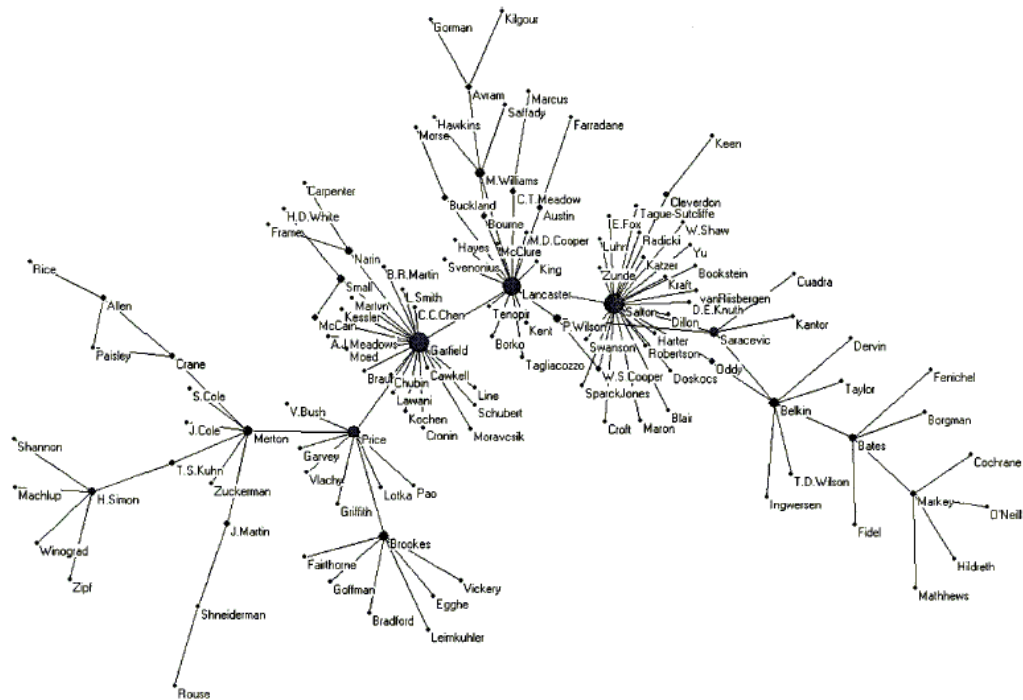 Kilgour
Gorman
Avram
Marcus
Saffady
Hawkins
Morse
Farradane
Keen
M.Williams
Carpenter
C.T.Meadow
Cleverdon
Buckland
Austin
Tague-Sutcliffe
H.D.White
Bourne
E.Fox
W.Shaw
Frame
M.D.Cooper
Radicki
Hayes
McClure
Luhn
Yu
Narin
Svenonius
King
Katzer
Rice
B.R.Martin
Zunde
Bookstein
Small
Kraft
Cuadra
L.Smith
Lancaster
vanRijsbergen
Allen
Martyn
D.E.Knuth
Kessler
C.C.Chen
Tenopir
Salton
McCain
Kent
P.Wilson
Dillon
Kantor
A.J.Meadows
Harter
Saracevic
Garfield
Borko
Swanson
Robertson
Dervin
Paisley
Moed
Crane
Tagliacozzo
Oddy
Braun
Chubin
Cawkell
W.S.Cooper
Doskocs
Fenichel
S.Cole
Lawani
Line
SparckJones
Taylor
Schubert
V.Bush
Kochen
Blair
Belkin
Borgman
J.Cole
Cronin
Moravcsik
Croft
Maron
Merton
Price
Bates
Shannon
Garvey
Cochrane
T.S.Kuhn
Vlachy
T.D.Wilson
Zuckerman
Lotka
Pao
Machlup
H.Simon
Markey
Griffith
Ingwersen
O'Neill
J.Martin
Fidel
Brookes
Winograd
Fairthorne
Hildreth
Zipf
Goffman
Vickery
Egghe
Mathhews
Shneiderman
Bradford
Leimkuhler
Rouse